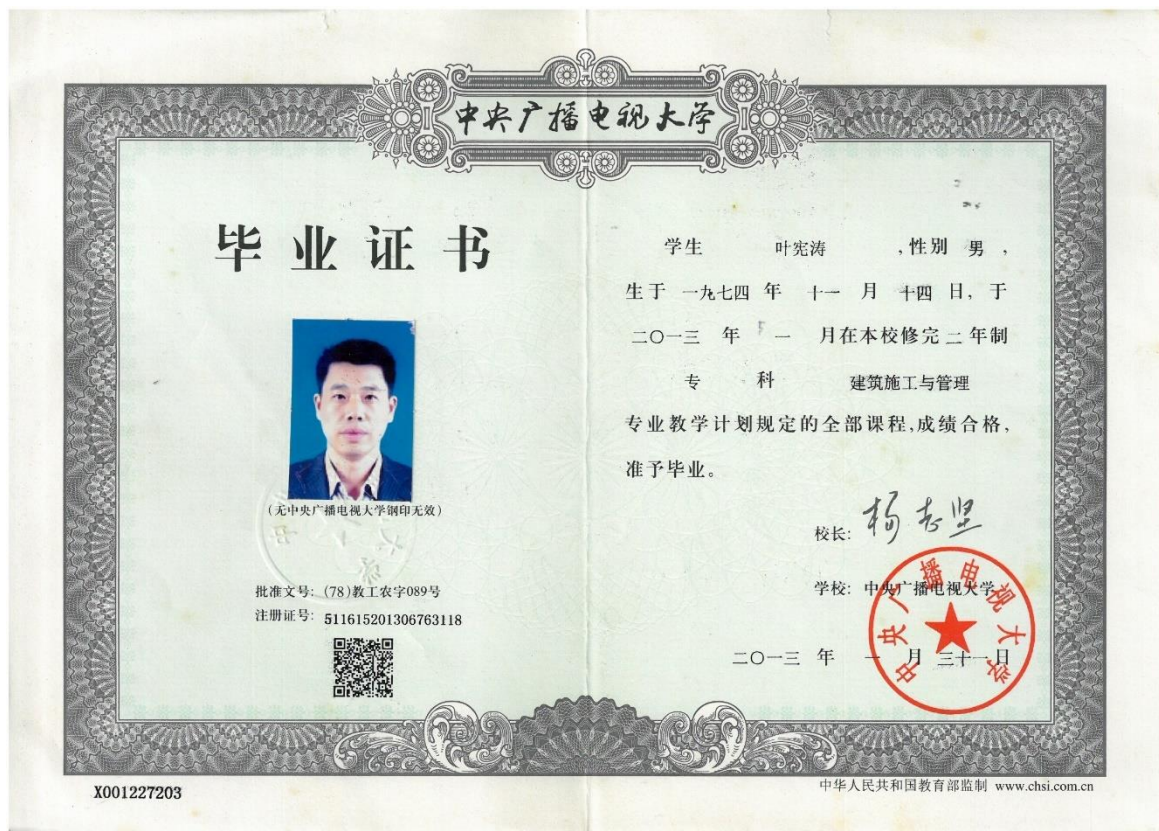 中央广播电视大学
毕业证书
(无中央广播电视大学钢印无效)
批准文号: (78)教工农字089号
注册证号: 511615201306763118
学生 叶宪涛 ,性别 男 ,
生于 一九七四 年 十一 月 十四 日, 于
二〇一三 年 一 月在本校修完 二 年制
专 科 建筑施工与管理
专业教学计划规定的全部课程,成绩合格,
准予毕业。
校长: 杨志坚
学校: 中央广播电视大学
二〇一三 年 一 月 三十一日
中央广播电视大学
X001227203
中华人民共和国教育部监制 www.chsi.com.cn